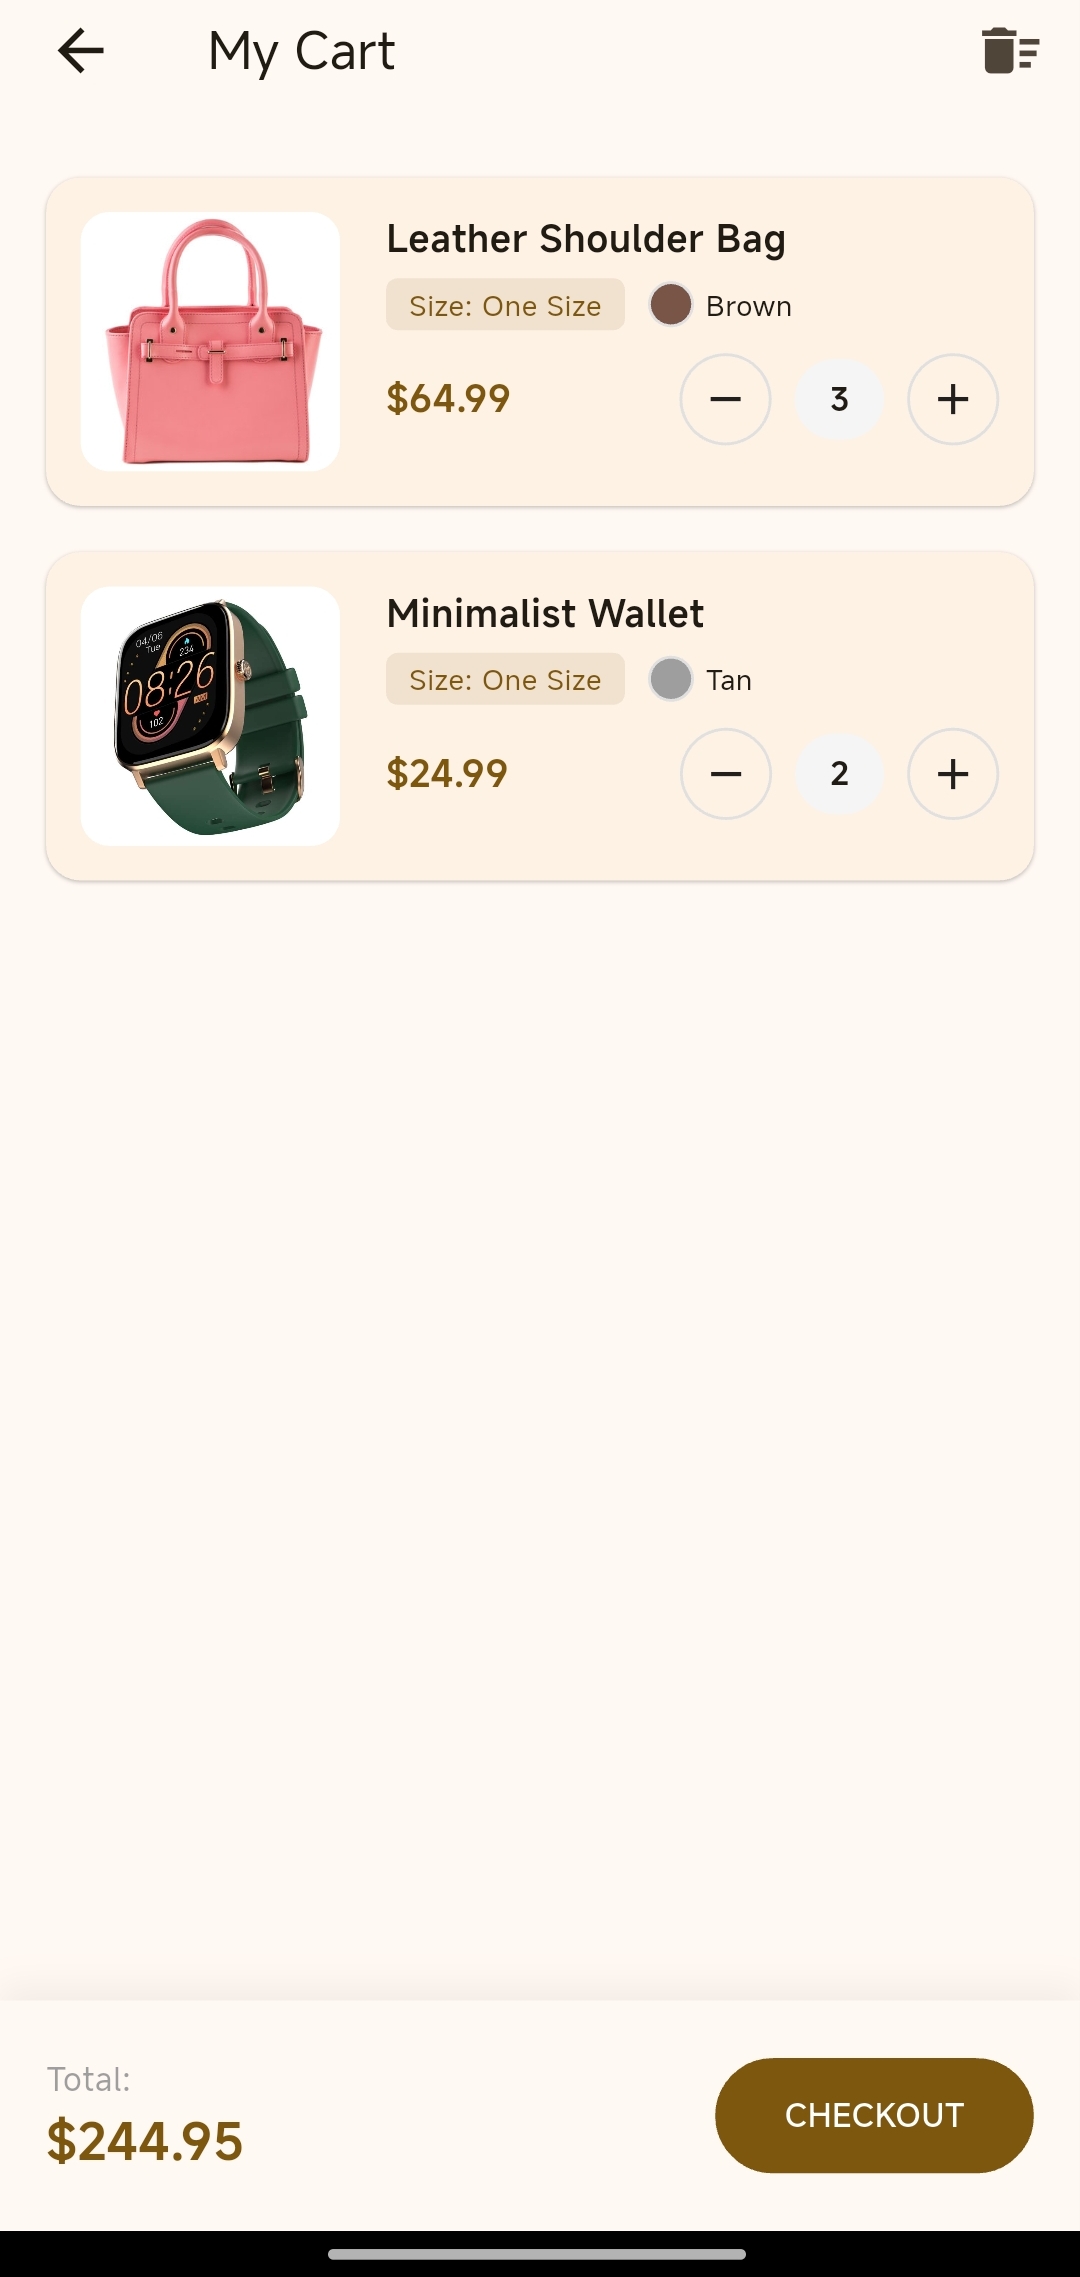 My Cart
Leather Shoulder Bag
Size: One Size
Brown
$64.99
3
04/06
Tue
234
08:26
102
Minimalist Wallet
Size: One Size
Tan
$24.99
2
Total:
$244.95
CHECKOUT